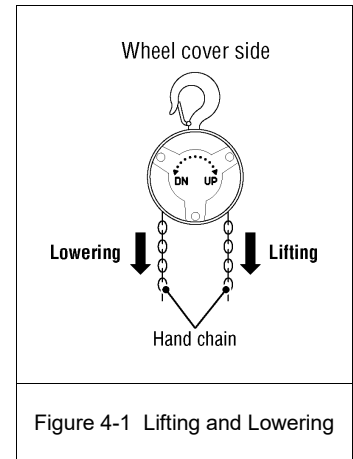 Wheel cover side
DN UP
Lowering Lifting
Hand chain
Figure 4-1 Lifting and Lowering